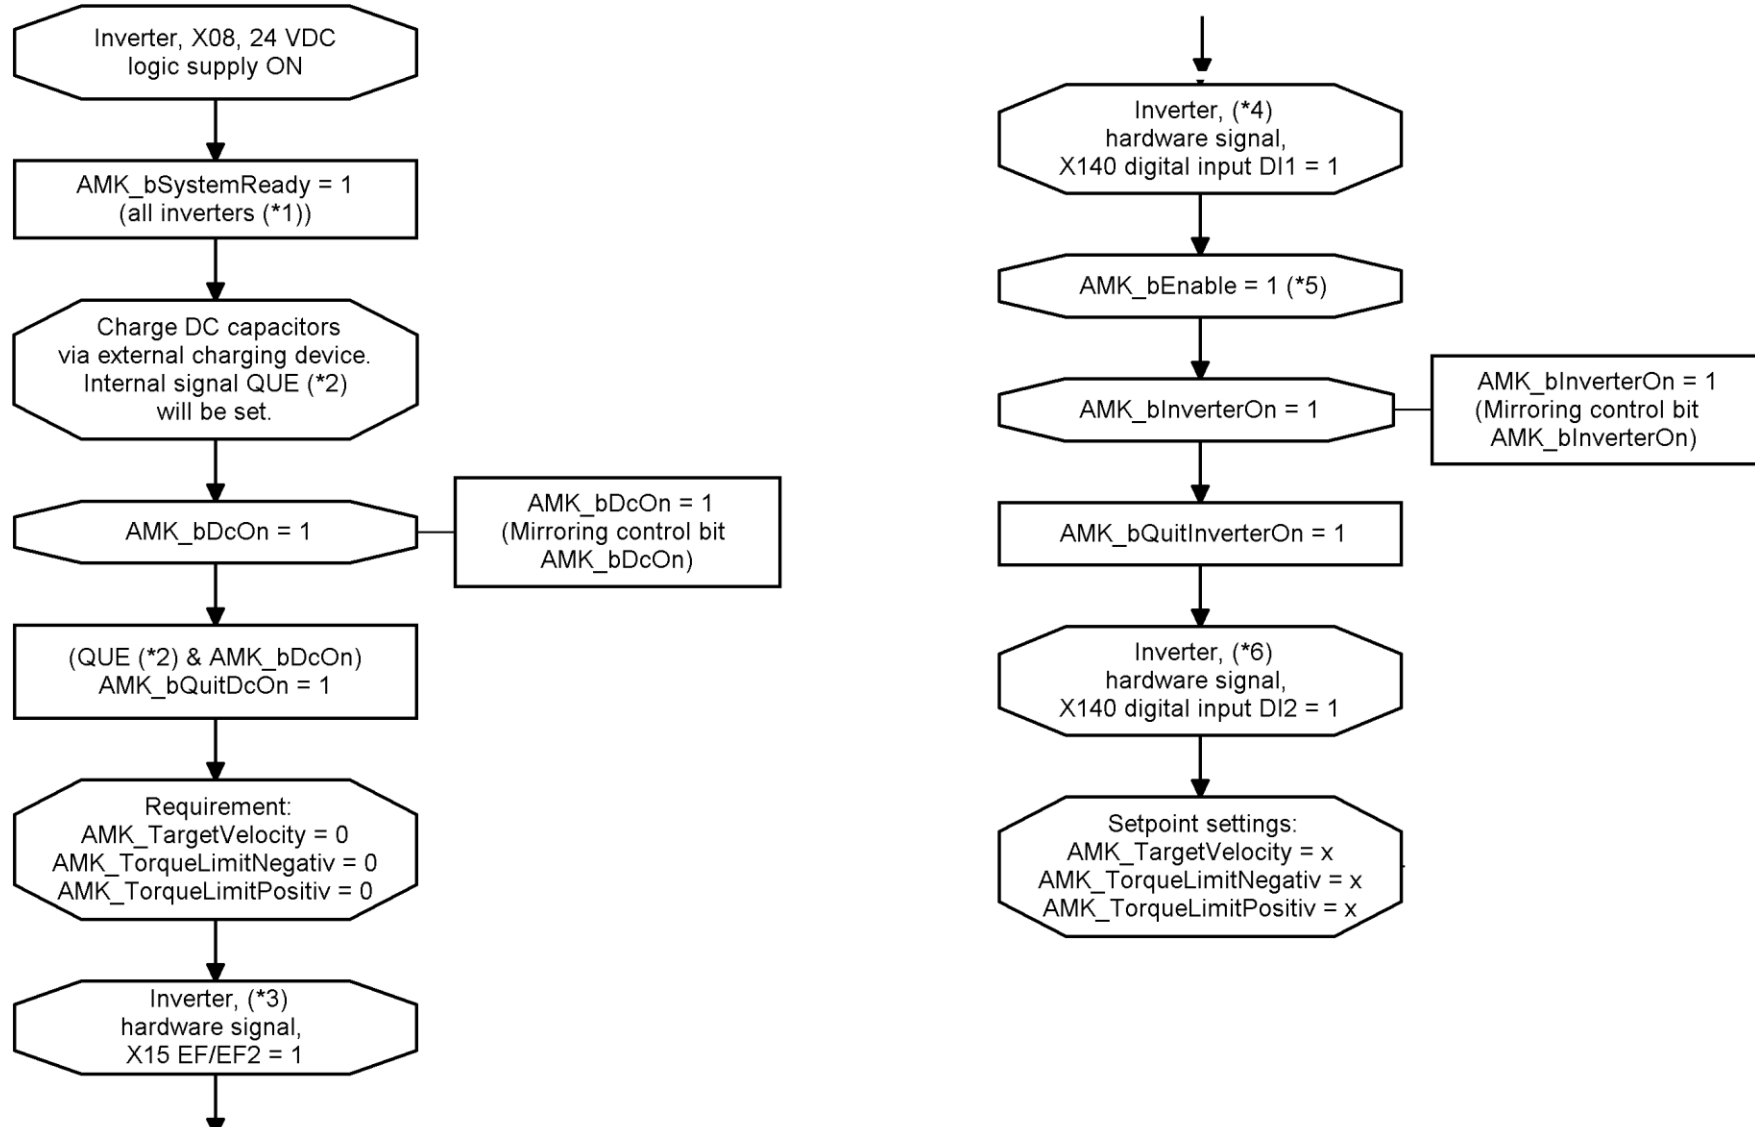 Inverter, X08, 24 VDC
logic supply ON
AMK_bSystemReady = 1
(all inverters (*1))
Charge DC capacitors
via external charging device.
Internal signal QUE (*2)
will be set.
AMK_bDcOn = 1
AMK_bDcOn = 1
(Mirroring control bit
AMK_bDcOn)
(QUE (*2) & AMK_bDcOn)
AMK_bQuitDcOn = 1
Requirement:
AMK_TargetVelocity = 0
AMK_TorqueLimitNegativ = 0
AMK_TorqueLimitPositiv = 0
Inverter, (*3)
hardware signal,
X15 EF/EF2 = 1
Inverter, (*4)
hardware signal,
X140 digital input DI1 = 1
AMK_bEnable = 1 (*5)
AMK_bInverterOn = 1
AMK_bInverterOn = 1
(Mirroring control bit
AMK_bInverterOn)
AMK_bQuitInverterOn = 1
Inverter, (*6)
hardware signal,
X140 digital input DI2 = 1
Setpoint settings:
AMK_TargetVelocity = x
AMK_TorqueLimitNegativ = x
AMK_TorqueLimitPositiv = x